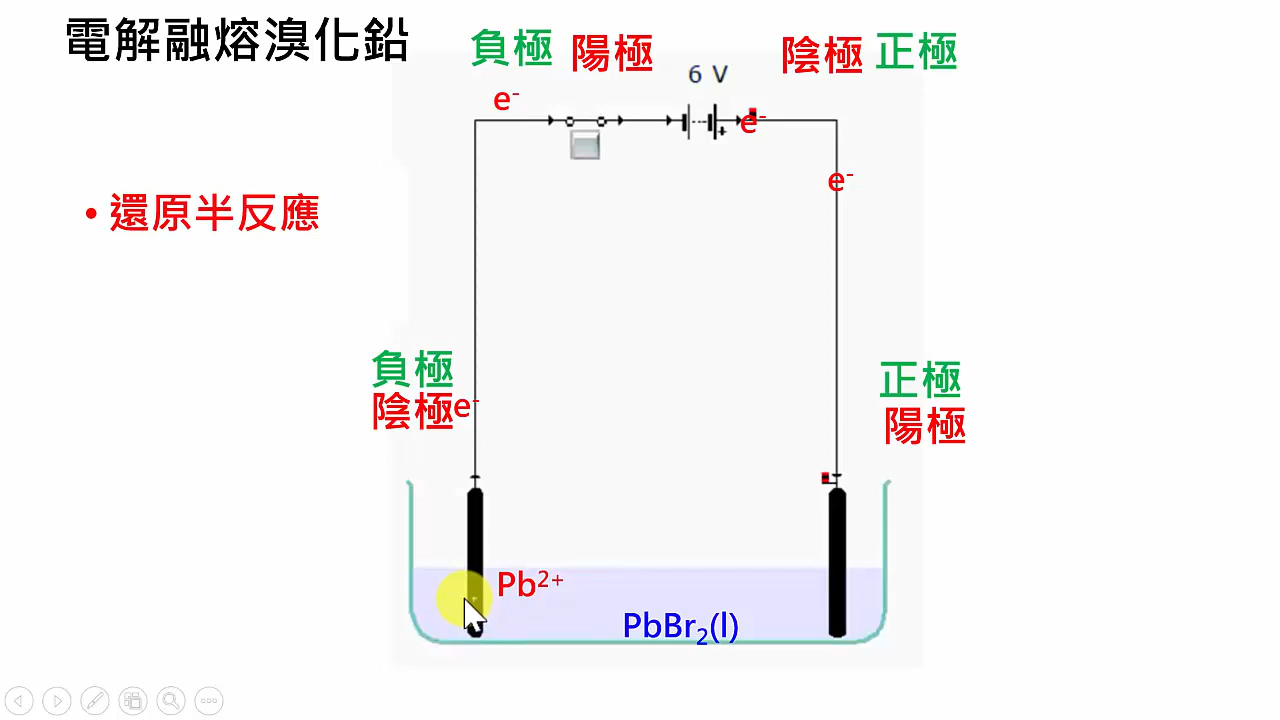 電解融熔溴化鉛
負極 陽極
陰極 正極
6 V
e⁻
e⁻
+
e⁻
• 還原半反應
負極
陰極 e⁻
正極
陽極
Pb²⁺
PbBr₂(l)